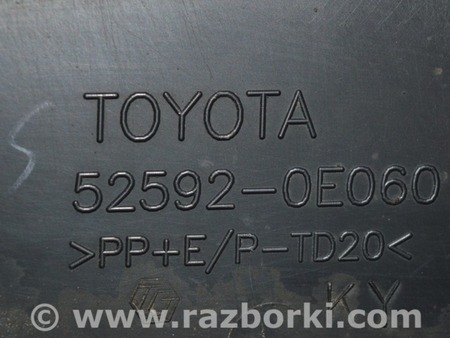 TOYOTA
52592-0E060
>PP+E/P-TD20<
KY
© www.razborki.com